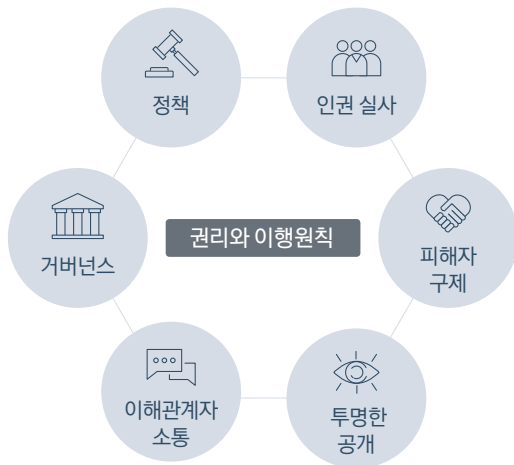 정책
인권 실사
거버넌스
권리와 이행원칙
피해자
구제
이해관계자
소통
투명한
공개